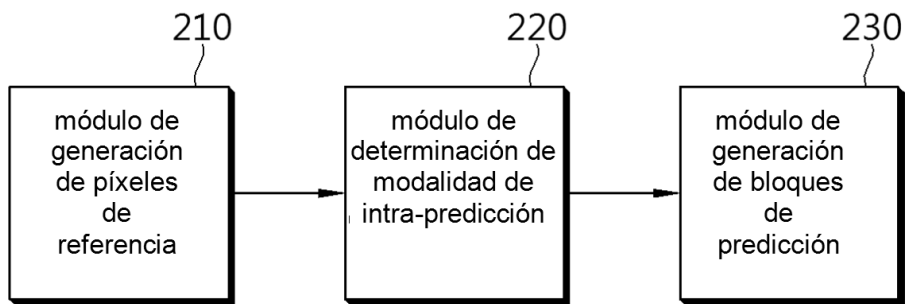 210
220
230
módulo de
generación
de píxeles
de
referencia
módulo de
determinación de
modalidad de
intra-predicción
módulo de
generación
de bloques
de
predicción